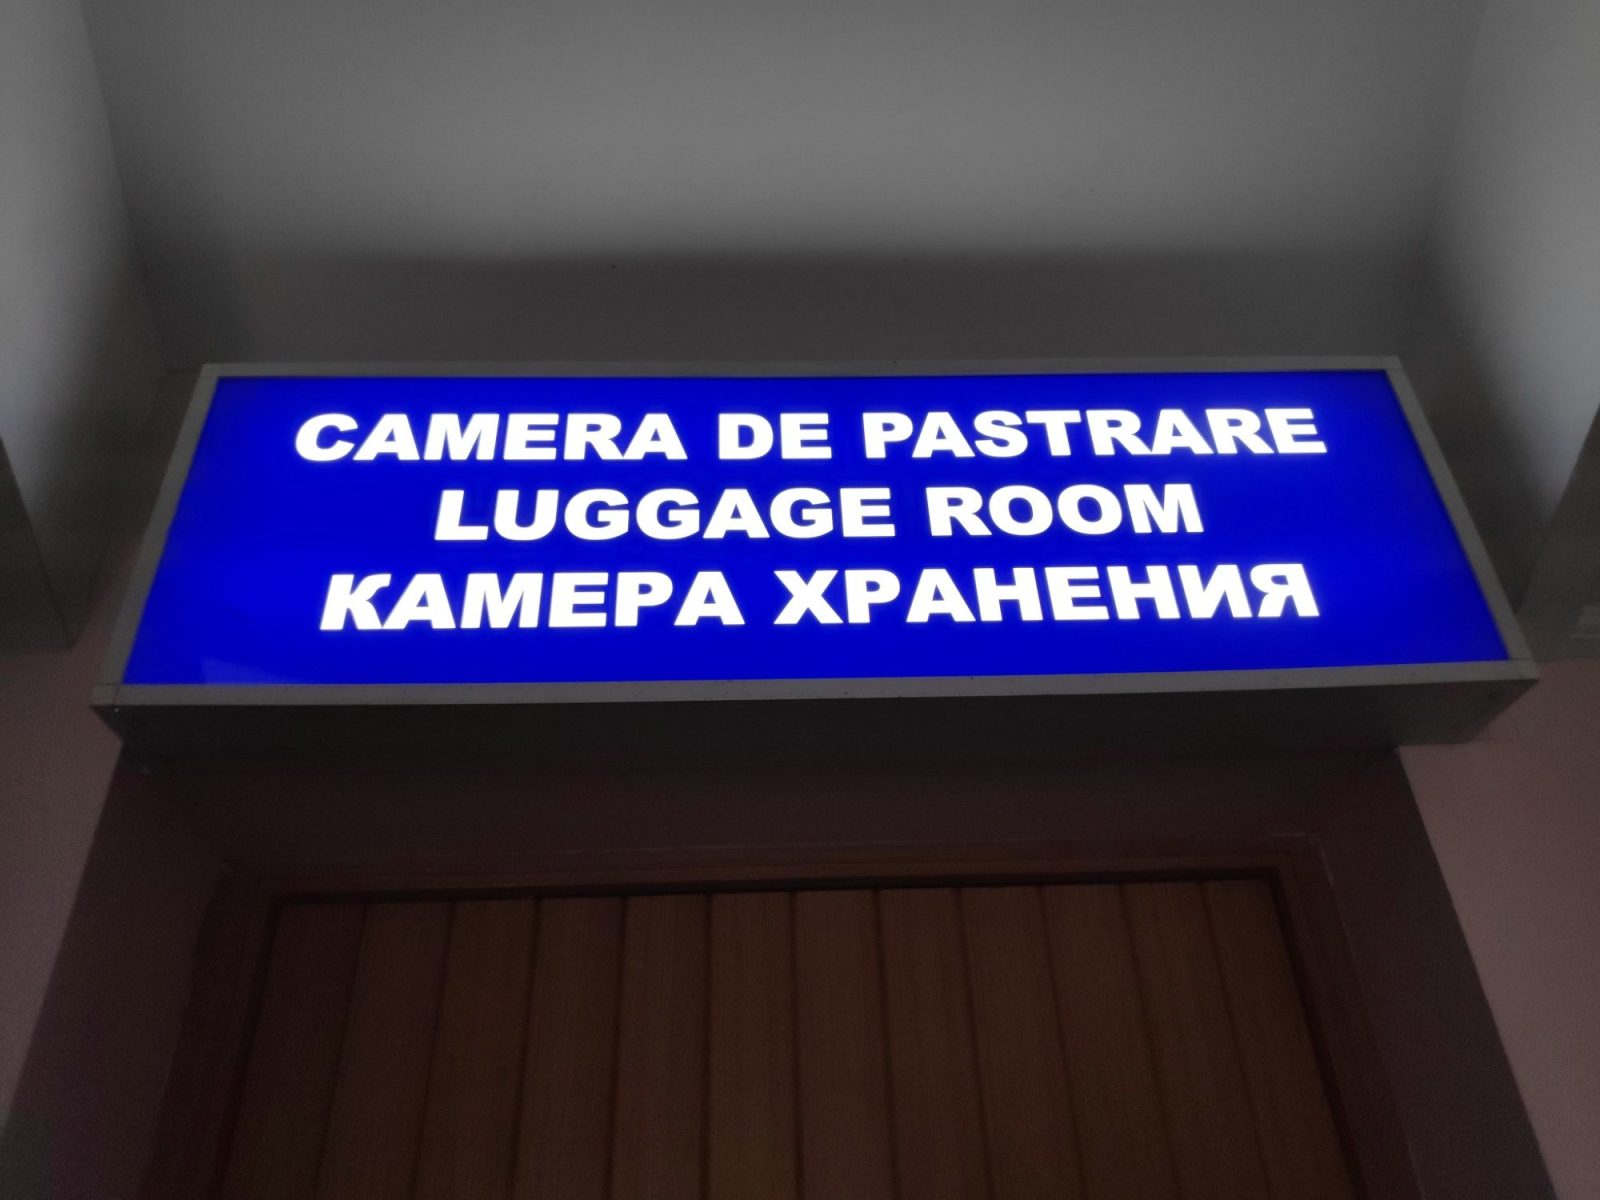 CAMERA DE PASTRARE
LUGGAGE ROOM
КАМЕРА ХРАНЕНИЯ